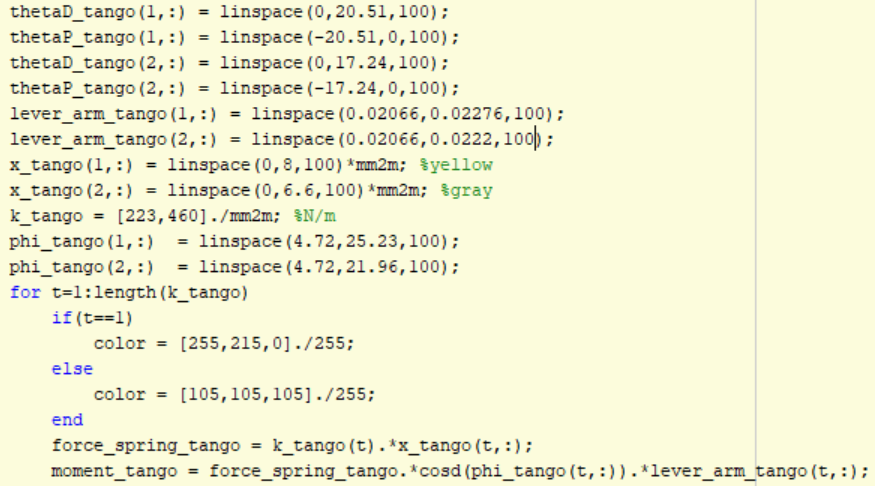 thetaD_tango(1,:) = linspace(0,20.51,100);
thetaP_tango(1,:) = linspace(-20.51,0,100);
thetaD_tango(2,:) = linspace(0,17.24,100);
thetaP_tango(2,:) = linspace(-17.24,0,100);
lever_arm_tango(1,:) = linspace(0.02066,0.02276,100);
lever_arm_tango(2,:) = linspace(0.02066,0.0222,100);
x_tango(1,:) = linspace(0,8,100)*mm2m; %yellow
x_tango(2,:) = linspace(0,6.6,100)*mm2m; %gray
k_tango = [223,460]./mm2m; %N/m
phi_tango(1,:)  = linspace(4.72,25.23,100);
phi_tango(2,:)  = linspace(4.72,21.96,100);
for t=1:length(k_tango)
    if(t==1)
        color = [255,215,0]./255;
    else
        color = [105,105,105]./255;
    end
    force_spring_tango = k_tango(t).*x_tango(t,:);
    moment_tango = force_spring_tango.*cosd(phi_tango(t,:)).*lever_arm_tango(t,:);